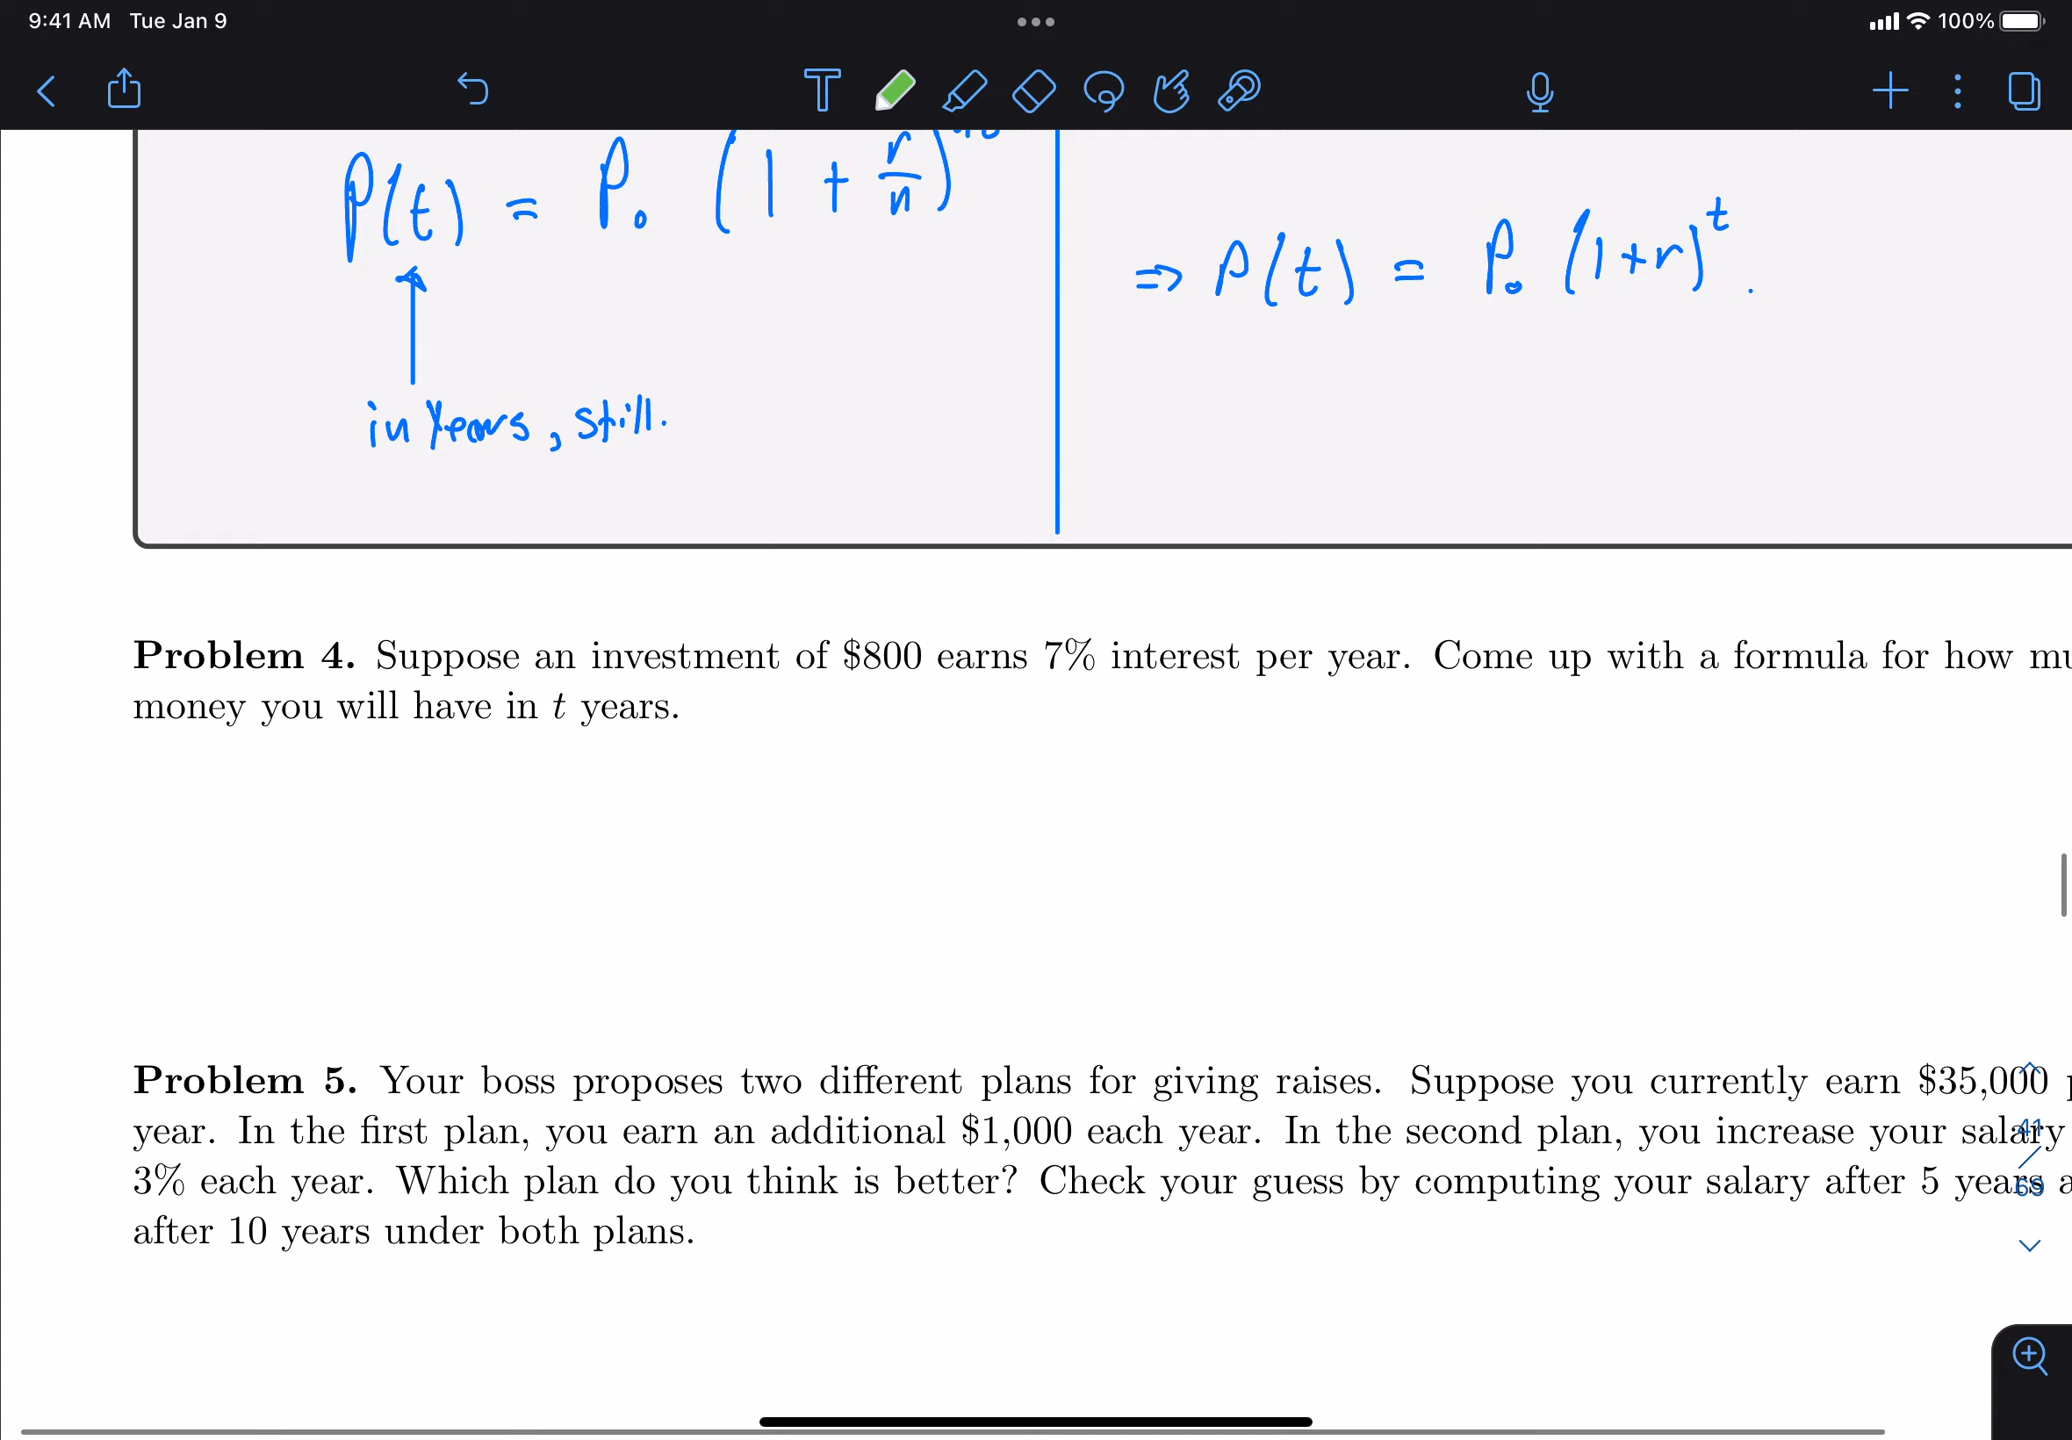 9:41 AM Tue Jan 9
100%
P(t) = P₀ (1 + r/n)
⇒ P(t) = P₀ (1+r)^t.
in years, still.
Problem 4. Suppose an investment of $800 earns 7% interest per year. Come up with a formula for how mu
money you will have in t years.
Problem 5. Your boss proposes two different plans for giving raises. Suppose you currently earn $35,000 p
year. In the first plan, you earn an additional $1,000 each year. In the second plan, you increase your salary
3% each year. Which plan do you think is better? Check your guess by computing your salary after 5 years a
after 10 years under both plans.
41
/
69